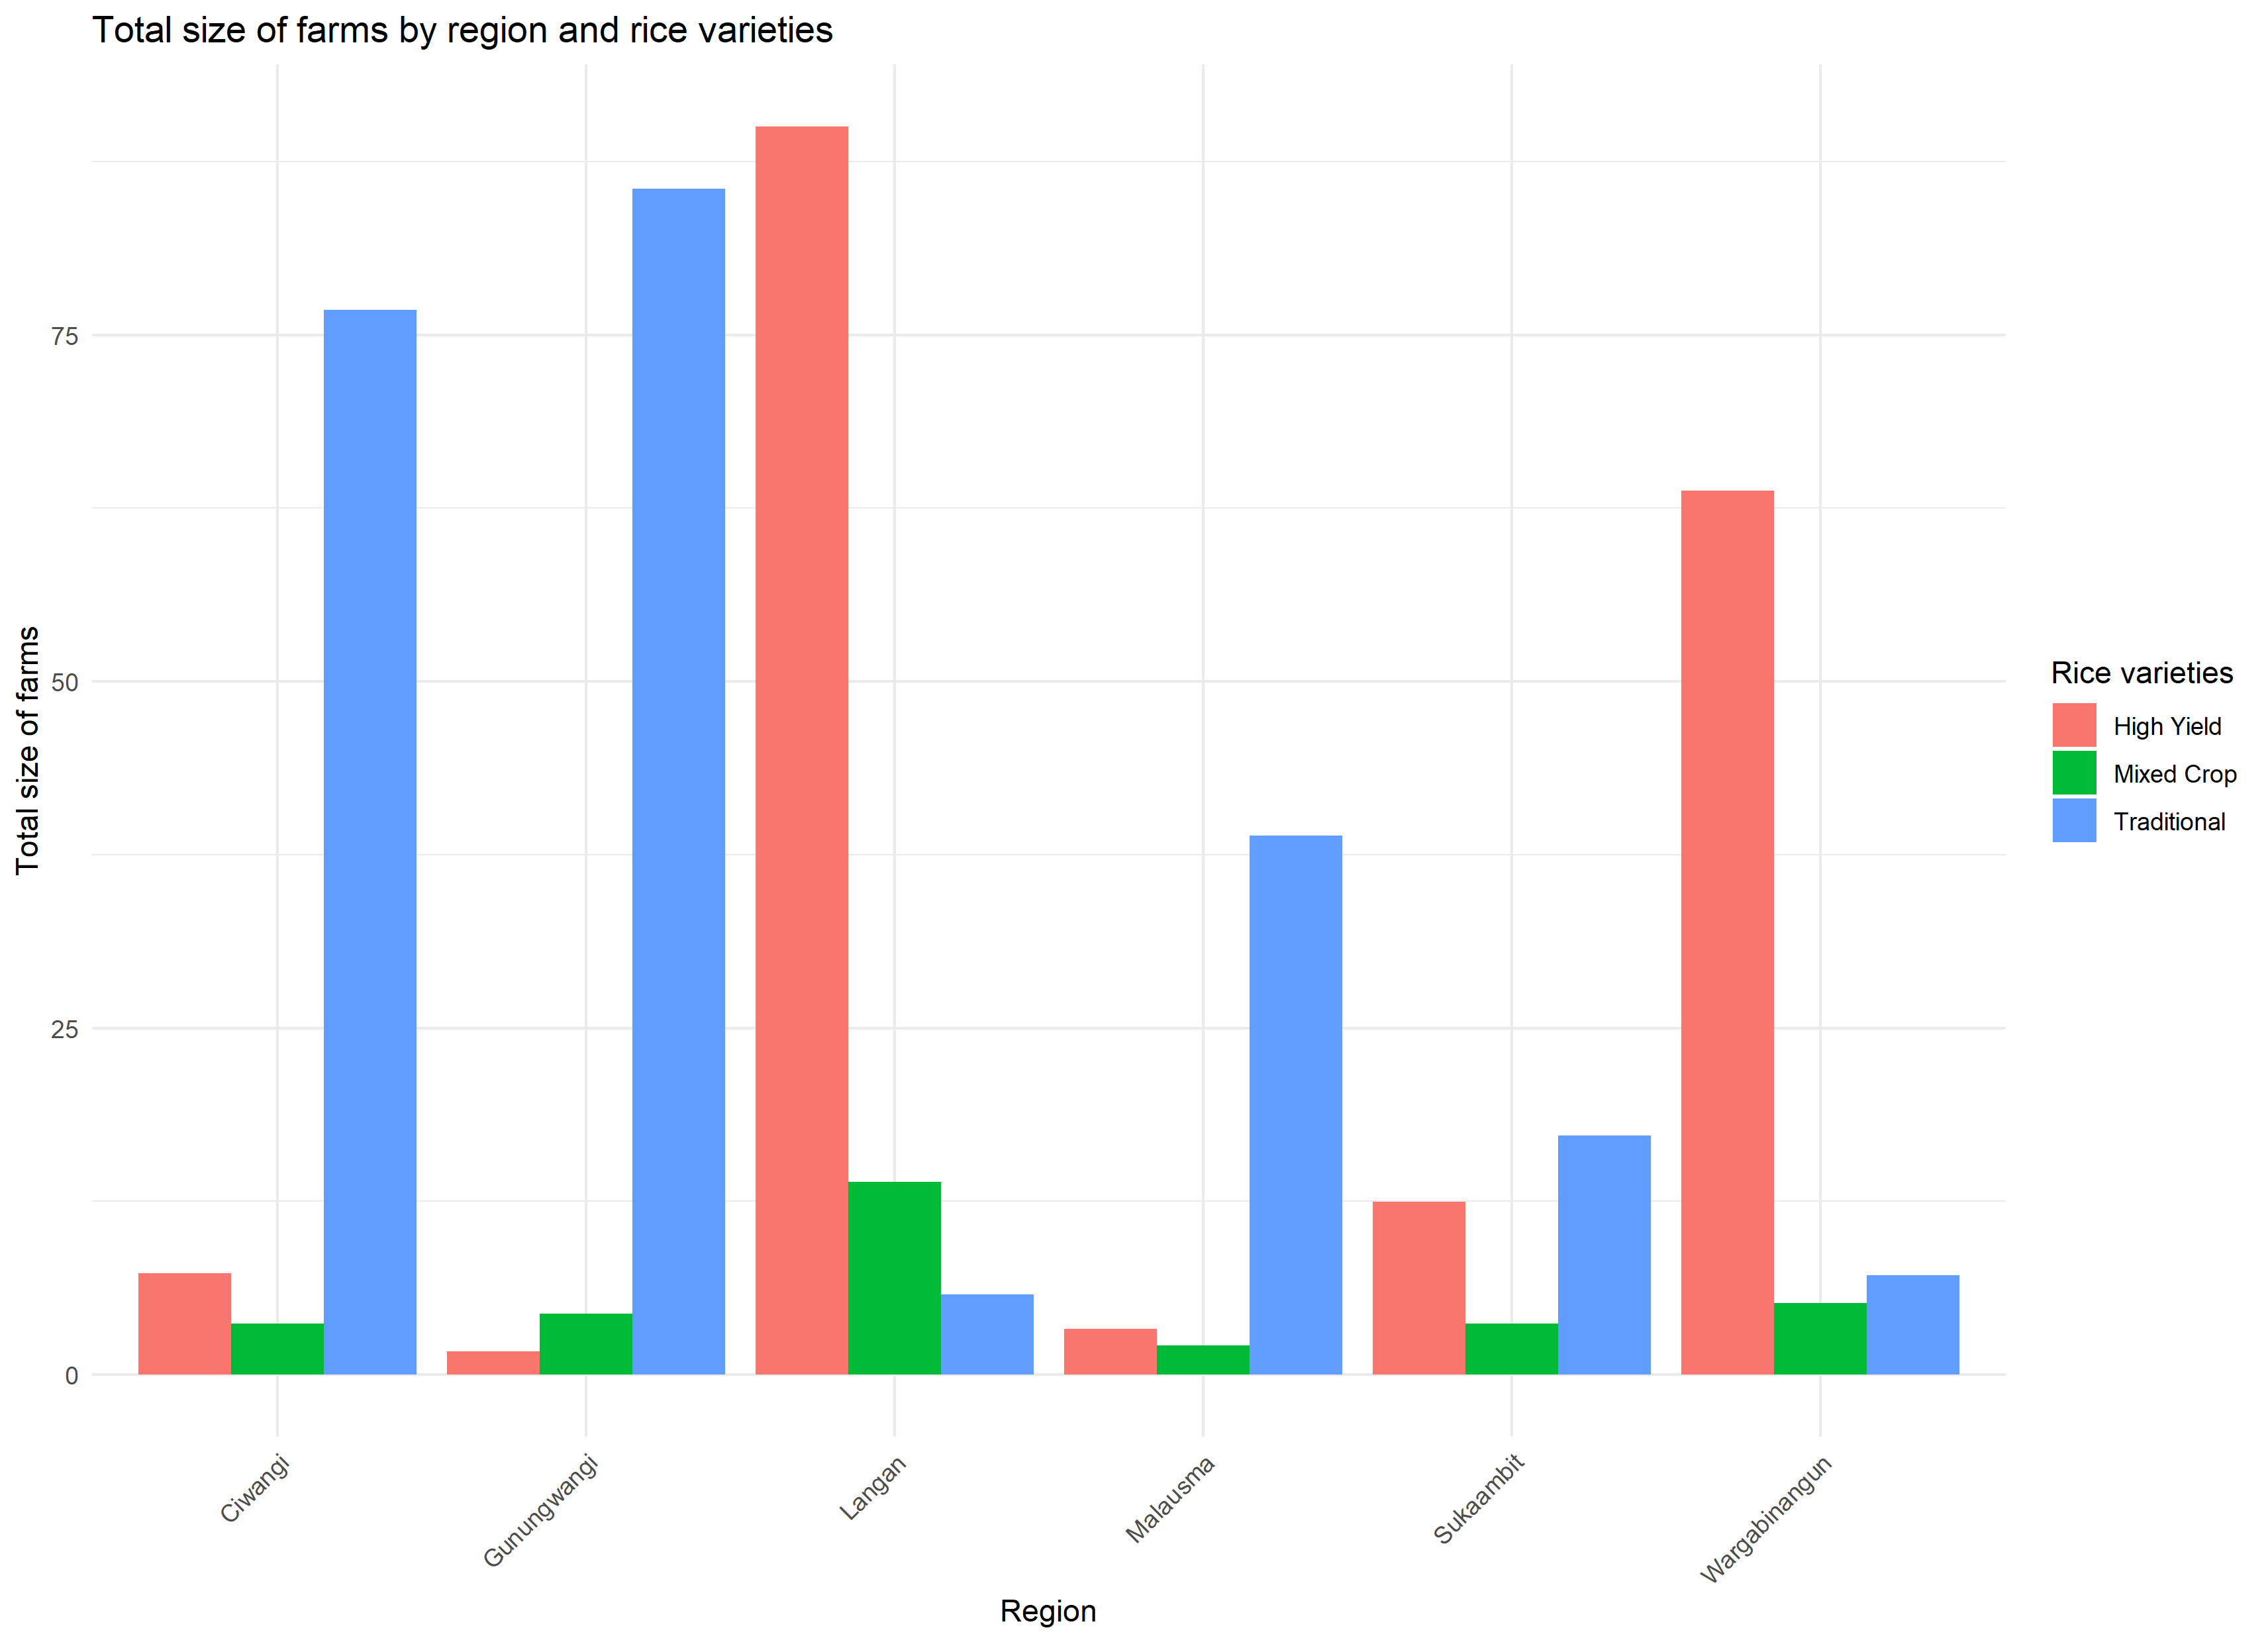 Total size of farms by region and rice varieties
Total size of farms
75
50
25
0
Ciwangi
Gunungwangi
Langan
Malausma
Sukaambit
Wargabinangun
Region
Rice varieties
High Yield
Mixed Crop
Traditional